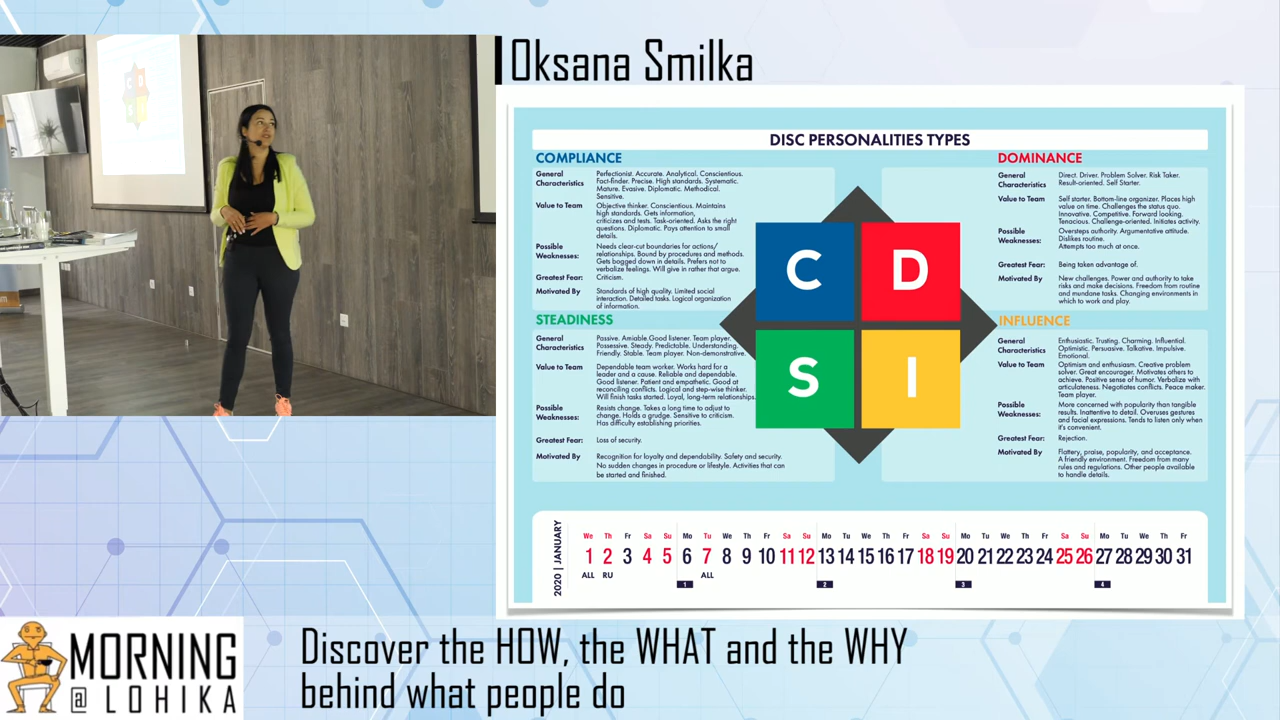 Oksana Smilka
DISC PERSONALITIES TYPES
COMPLIANCE
General
Characteristics
Perfectionist. Accurate. Analytical. Conscientious.
Fact-finder. Precise. High standards. Systematic.
Mature. Evasive. Diplomatic. Methodical.
Sensitive.
Value to Team
Objective thinker. Conscientious. Maintains
high standards. Gets information,
criticizes and tests. Task-oriented. Asks the right
questions. Diplomatic. Pays attention to small
details.
Possible
Weaknesses:
Needs clear-cut boundaries for actions/
relationships. Bound by procedures and methods.
Gets bogged down in details. Prefers not to
verbalize feelings. Will give in rather that argue.
Greatest Fear:
Criticism.
Motivated By
Standards of high quality. Limited social
interaction. Detailed tasks. Logical organization
of information.
DOMINANCE
General
Characteristics
Direct. Driver. Problem Solver. Risk Taker.
Result-oriented. Self Starter.
Value to Team
Self starter. Bottom-line organizer. Places high
value on time. Challenges the status quo.
Innovative. Competitive. Forward looking.
Tenacious. Challenge-oriented. Initiates activity.
Possible
Weaknesses:
Oversteps authority. Argumentative attitude.
Dislikes routine.
Attempts too much at once.
Greatest Fear:
Being taken advantage of.
Motivated By
New challenges. Power and authority to take
risks and make decisions. Freedom from routine
and mundane tasks. Changing environments in
which to work and play.
C D
S I
STEADINESS
General
Characteristics
Passive. Amiable.Good listener. Team player.
Possessive. Steady. Predictable. Understanding.
Friendly. Stable. Team player. Non-demonstrative.
Value to Team
Dependable team worker. Works hard for a
leader and a cause. Reliable and dependable.
Good listener. Patient and empathetic. Good at
reconciling conflicts. Logical and step-wise thinker.
Will finish tasks started. Loyal, long-term relationships.
Possible
Weaknesses:
Resists change. Takes a long time to adjust to
change. Holds a grudge. Sensitive to criticism.
Has difficulty establishing priorities.
Greatest Fear:
Loss of security.
Motivated By
Recognition for loyalty and dependability. Safety and security.
No sudden changes in procedure or lifestyle. Activities that can
be started and finished.
INFLUENCE
General
Characteristics
Enthusiastic. Trusting. Charming. Influential.
Optimistic. Persuasive. Talkative. Impulsive.
Emotional.
Value to Team
Optimism and enthusiasm. Creative problem
solver. Great encourager. Motivates others to
achieve. Positive sense of humor. Verbalize with
articulateness. Negotiates conflicts. Peace maker.
Team player.
Possible
Weaknesses:
More concerned with popularity than tangible
results. Inattentive to detail. Overuses gestures
and facial expressions. Tends to listen only when
it's convenient.
Greatest Fear:
Rejection.
Motivated By
Flattery, praise, popularity, and acceptance.
A friendly environment. Freedom from many
rules and regulations. Other people available
to handle details.
2020 | JANUARY
We Th Fr Sa Su Mo Tu We Th Fr Sa Su Mo Tu We Th Fr Sa Su Mo Tu We Th Fr Sa Su Mo Tu We Th Fr
1 2 3 4 5 6 7 8 9 10 11 12 13 14 15 16 17 18 19 20 21 22 23 24 25 26 27 28 29 30 31
ALL RU ALL
1 2 3 4
MORNING
@ LOHIKA
Discover the HOW, the WHAT and the WHY
behind what people do